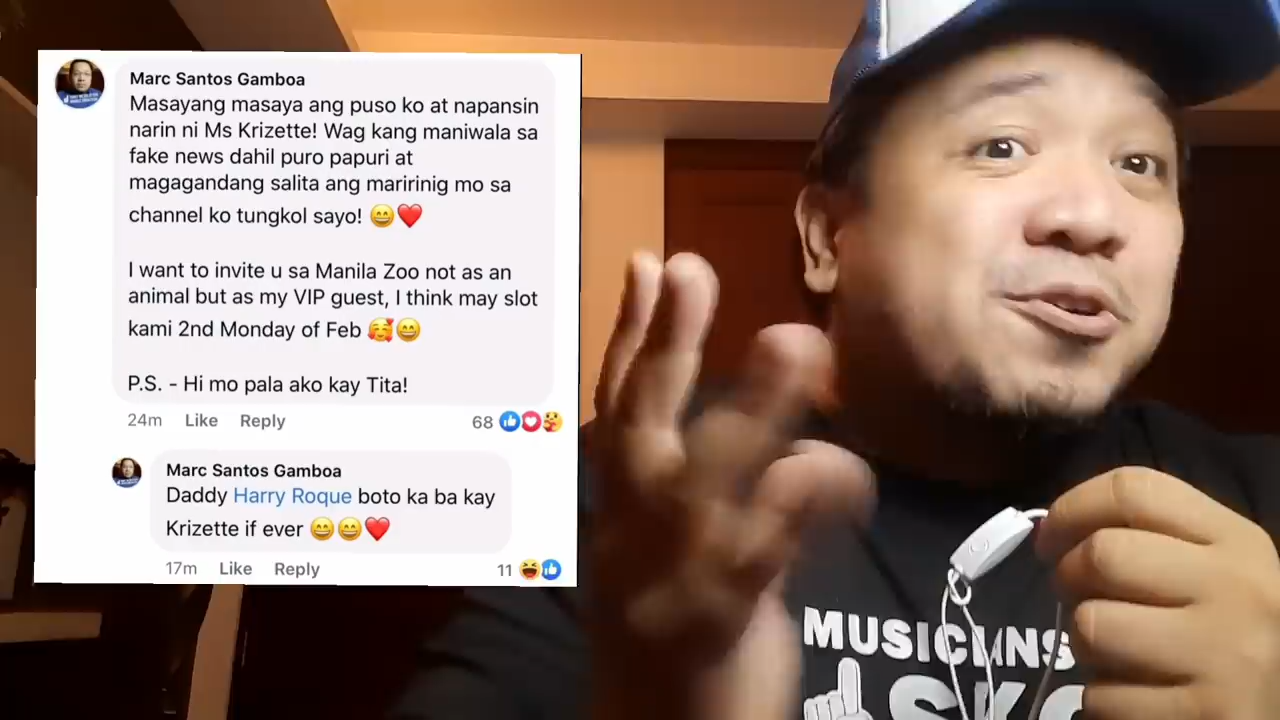 Marc Santos Gamboa
Masayang masaya ang puso ko at napansin
narin ni Ms Krizette! Wag kang maniwala sa
fake news dahil puro papuri at
magagandang salita ang maririnig mo sa
channel ko tungkol sayo! 😄❤️
I want to invite u sa Manila Zoo not as an
animal but as my VIP guest, I think may slot
kami 2nd Monday of Feb 🥰😄
P.S. - Hi mo pala ako kay Tita!
24m Like Reply 68
Marc Santos Gamboa
Daddy Harry Roque boto ka ba kay
Krizette if ever 😄😄❤️
17m Like Reply 11
MUSICIANS